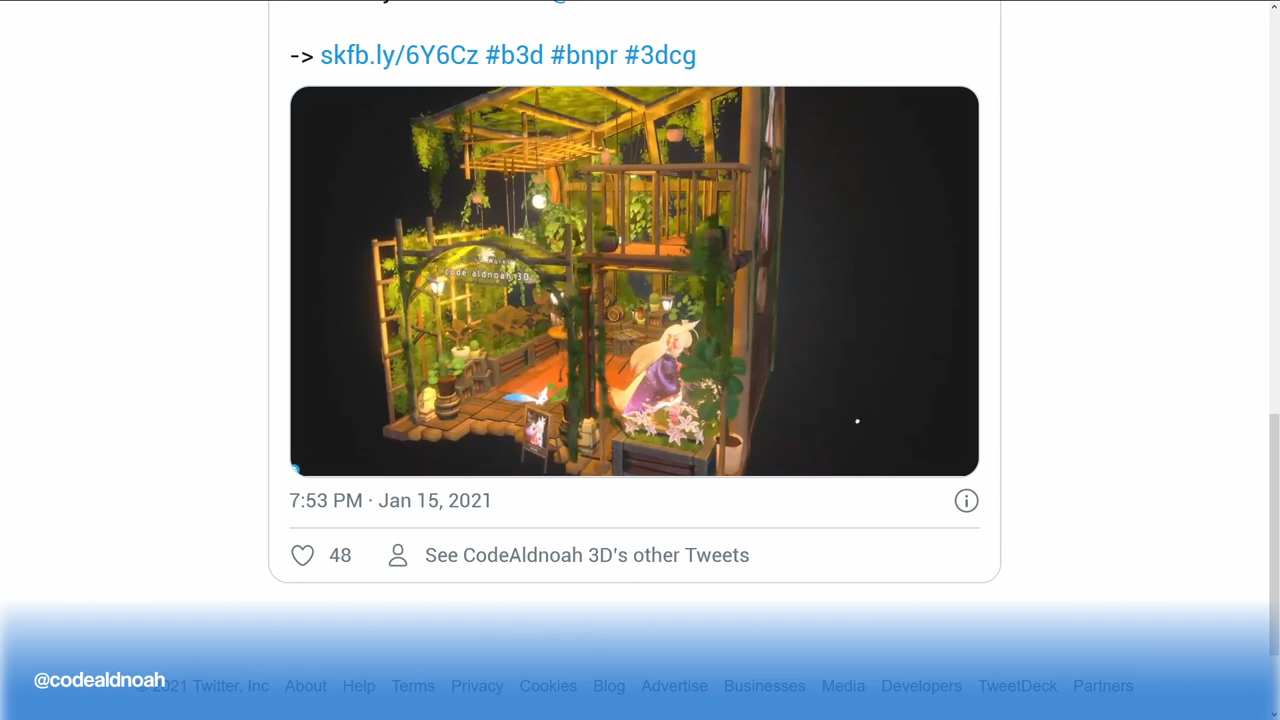 -> skfb.ly/6Y6Cz #b3d #bnpr #3dcg
code aldnoah 3D
7:53 PM · Jan 15, 2021
48
See CodeAldnoah 3D's other Tweets
@codealdnoah
© 2021 Twitter, Inc About Help Terms Privacy Cookies Blog Advertise Businesses Media Developers TweetDeck Partners